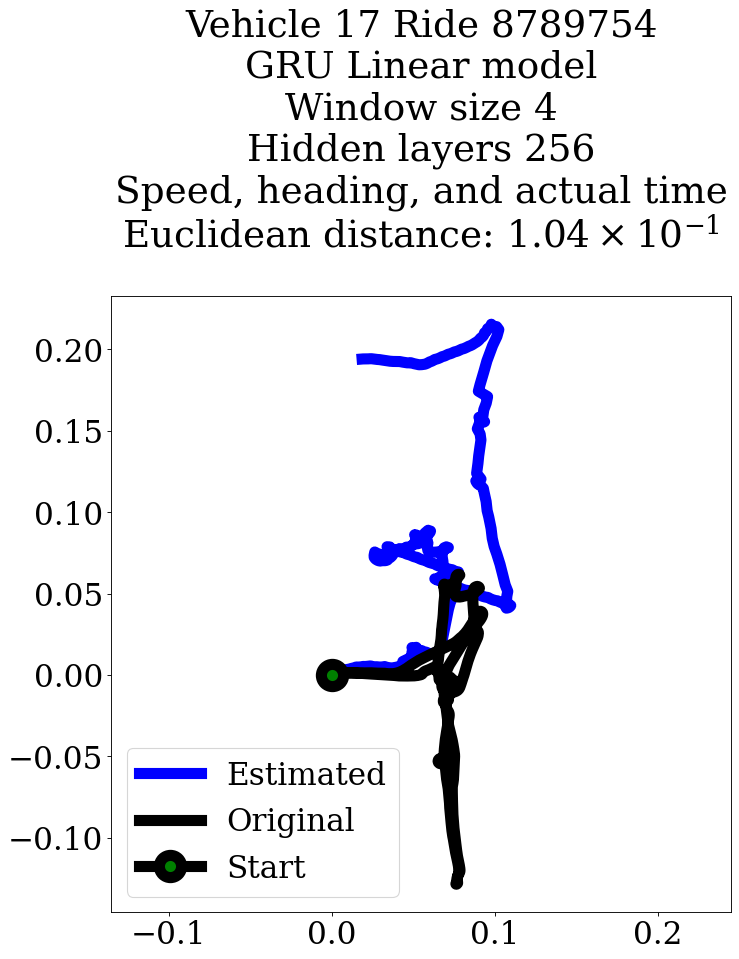 Vehicle 17 Ride 8789754
GRU Linear model
Window size 4
Hidden layers 256
Speed, heading, and actual time
Euclidean distance: 1.04 × 10⁻¹
0.20
0.15
0.10
0.05
0.00
−0.05
−0.10
Estimated
Original
Start
−0.1 0.0 0.1 0.2